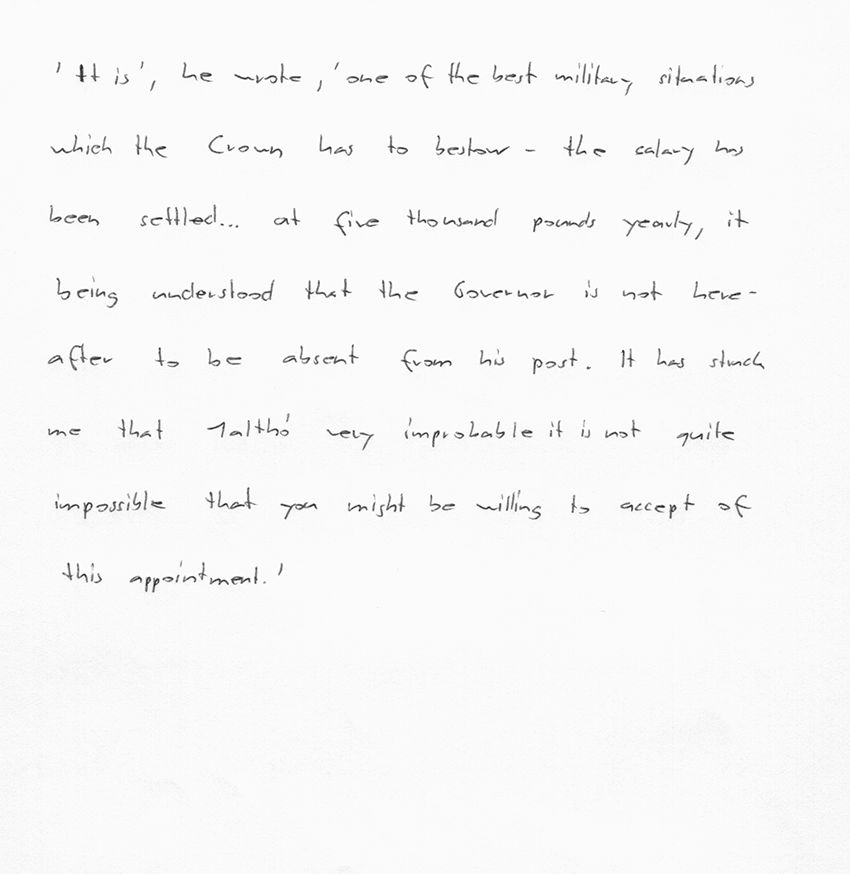 'It is', he wrote, 'one of the best military situations
which the Crown has to bestow - the salary has
been settled... at five thousand pounds yearly, it
being understood that the Governor is not here-
after to be absent from his post. It has struck
me that 'altho' very improbable it is not quite
impossible that you might be willing to accept of
this appointment.'